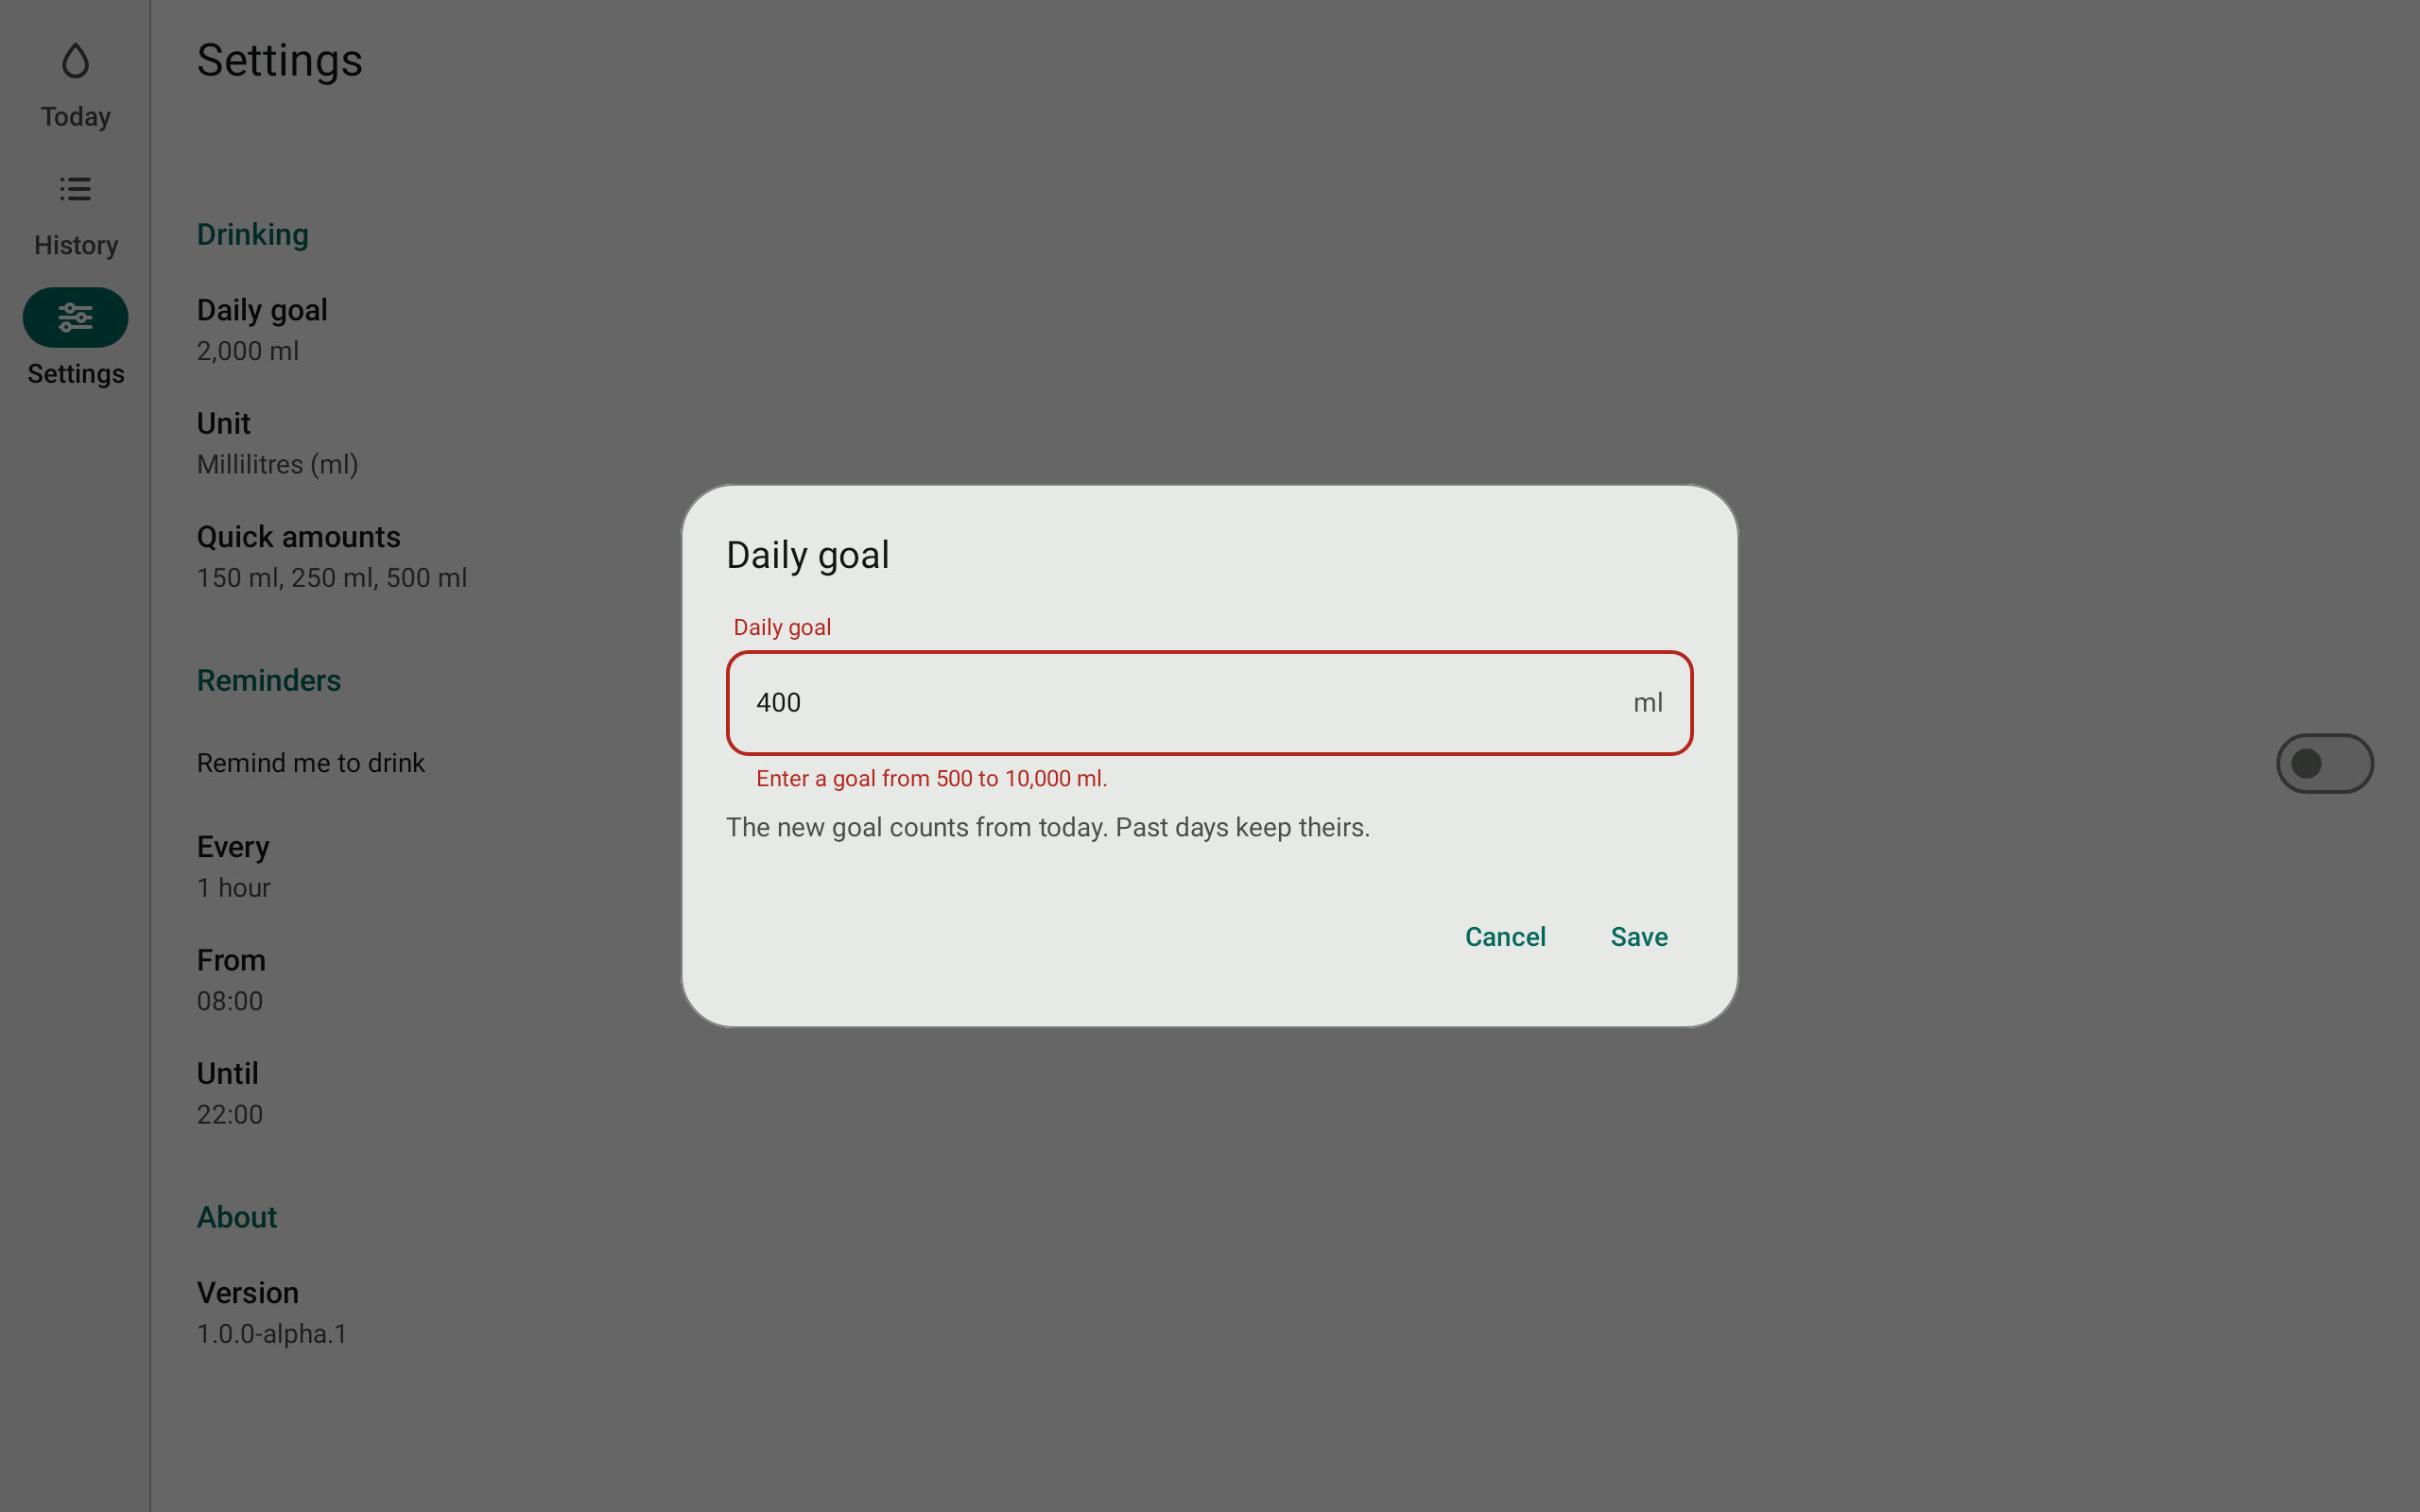 Today
History
Settings
Settings
Drinking
Daily goal
2,000 ml
Unit
Millilitres (ml)
Quick amounts
150 ml, 250 ml, 500 ml
Reminders
Remind me to drink
Every
1 hour
From
08:00
Until
22:00
About
Version
1.0.0-alpha.1
Daily goal
Daily goal
400 ml
Enter a goal from 500 to 10,000 ml.
The new goal counts from today. Past days keep theirs.
Cancel Save